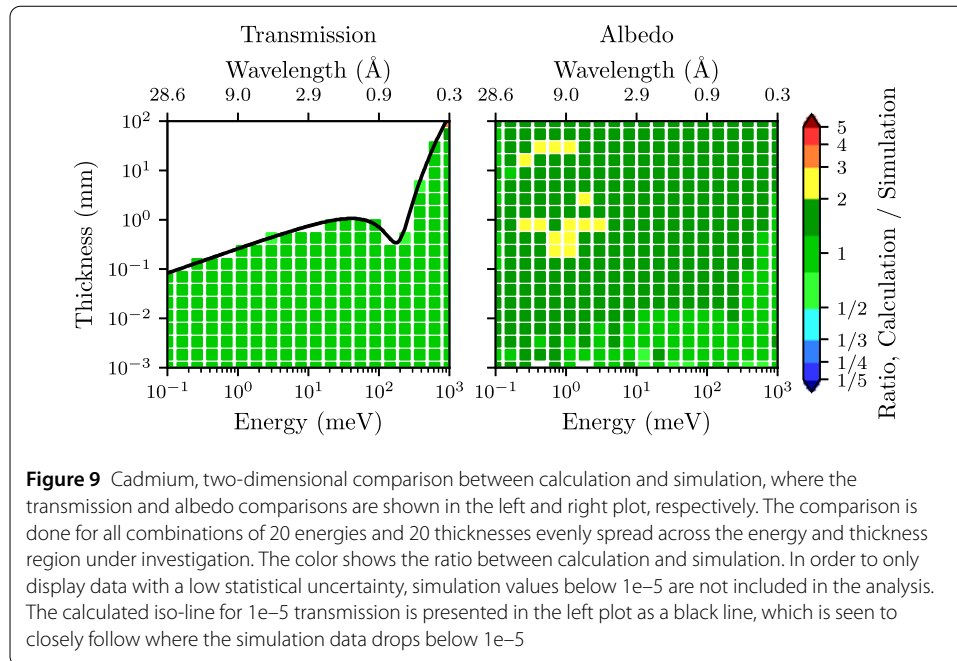 Transmission
Albedo
Wavelength (Å)
Wavelength (Å)
28.6 9.0 2.9 0.9 0.3
28.6 9.0 2.9 0.9 0.3
Thickness (mm)
10²
10¹
10⁰
10⁻¹
10⁻²
10⁻³
10⁻¹ 10⁰ 10¹ 10² 10³
10⁻¹ 10⁰ 10¹ 10² 10³
Energy (meV)
Energy (meV)
5
4
3
2
1
1/2
1/3
1/4
1/5
Ratio, Calculation / Simulation
Figure 9 Cadmium, two-dimensional comparison between calculation and simulation, where the
transmission and albedo comparisons are shown in the left and right plot, respectively. The comparison is
done for all combinations of 20 energies and 20 thicknesses evenly spread across the energy and thickness
region under investigation. The color shows the ratio between calculation and simulation. In order to only
display data with a low statistical uncertainty, simulation values below 1e–5 are not included in the analysis.
The calculated iso-line for 1e–5 transmission is presented in the left plot as a black line, which is seen to
closely follow where the simulation data drops below 1e–5